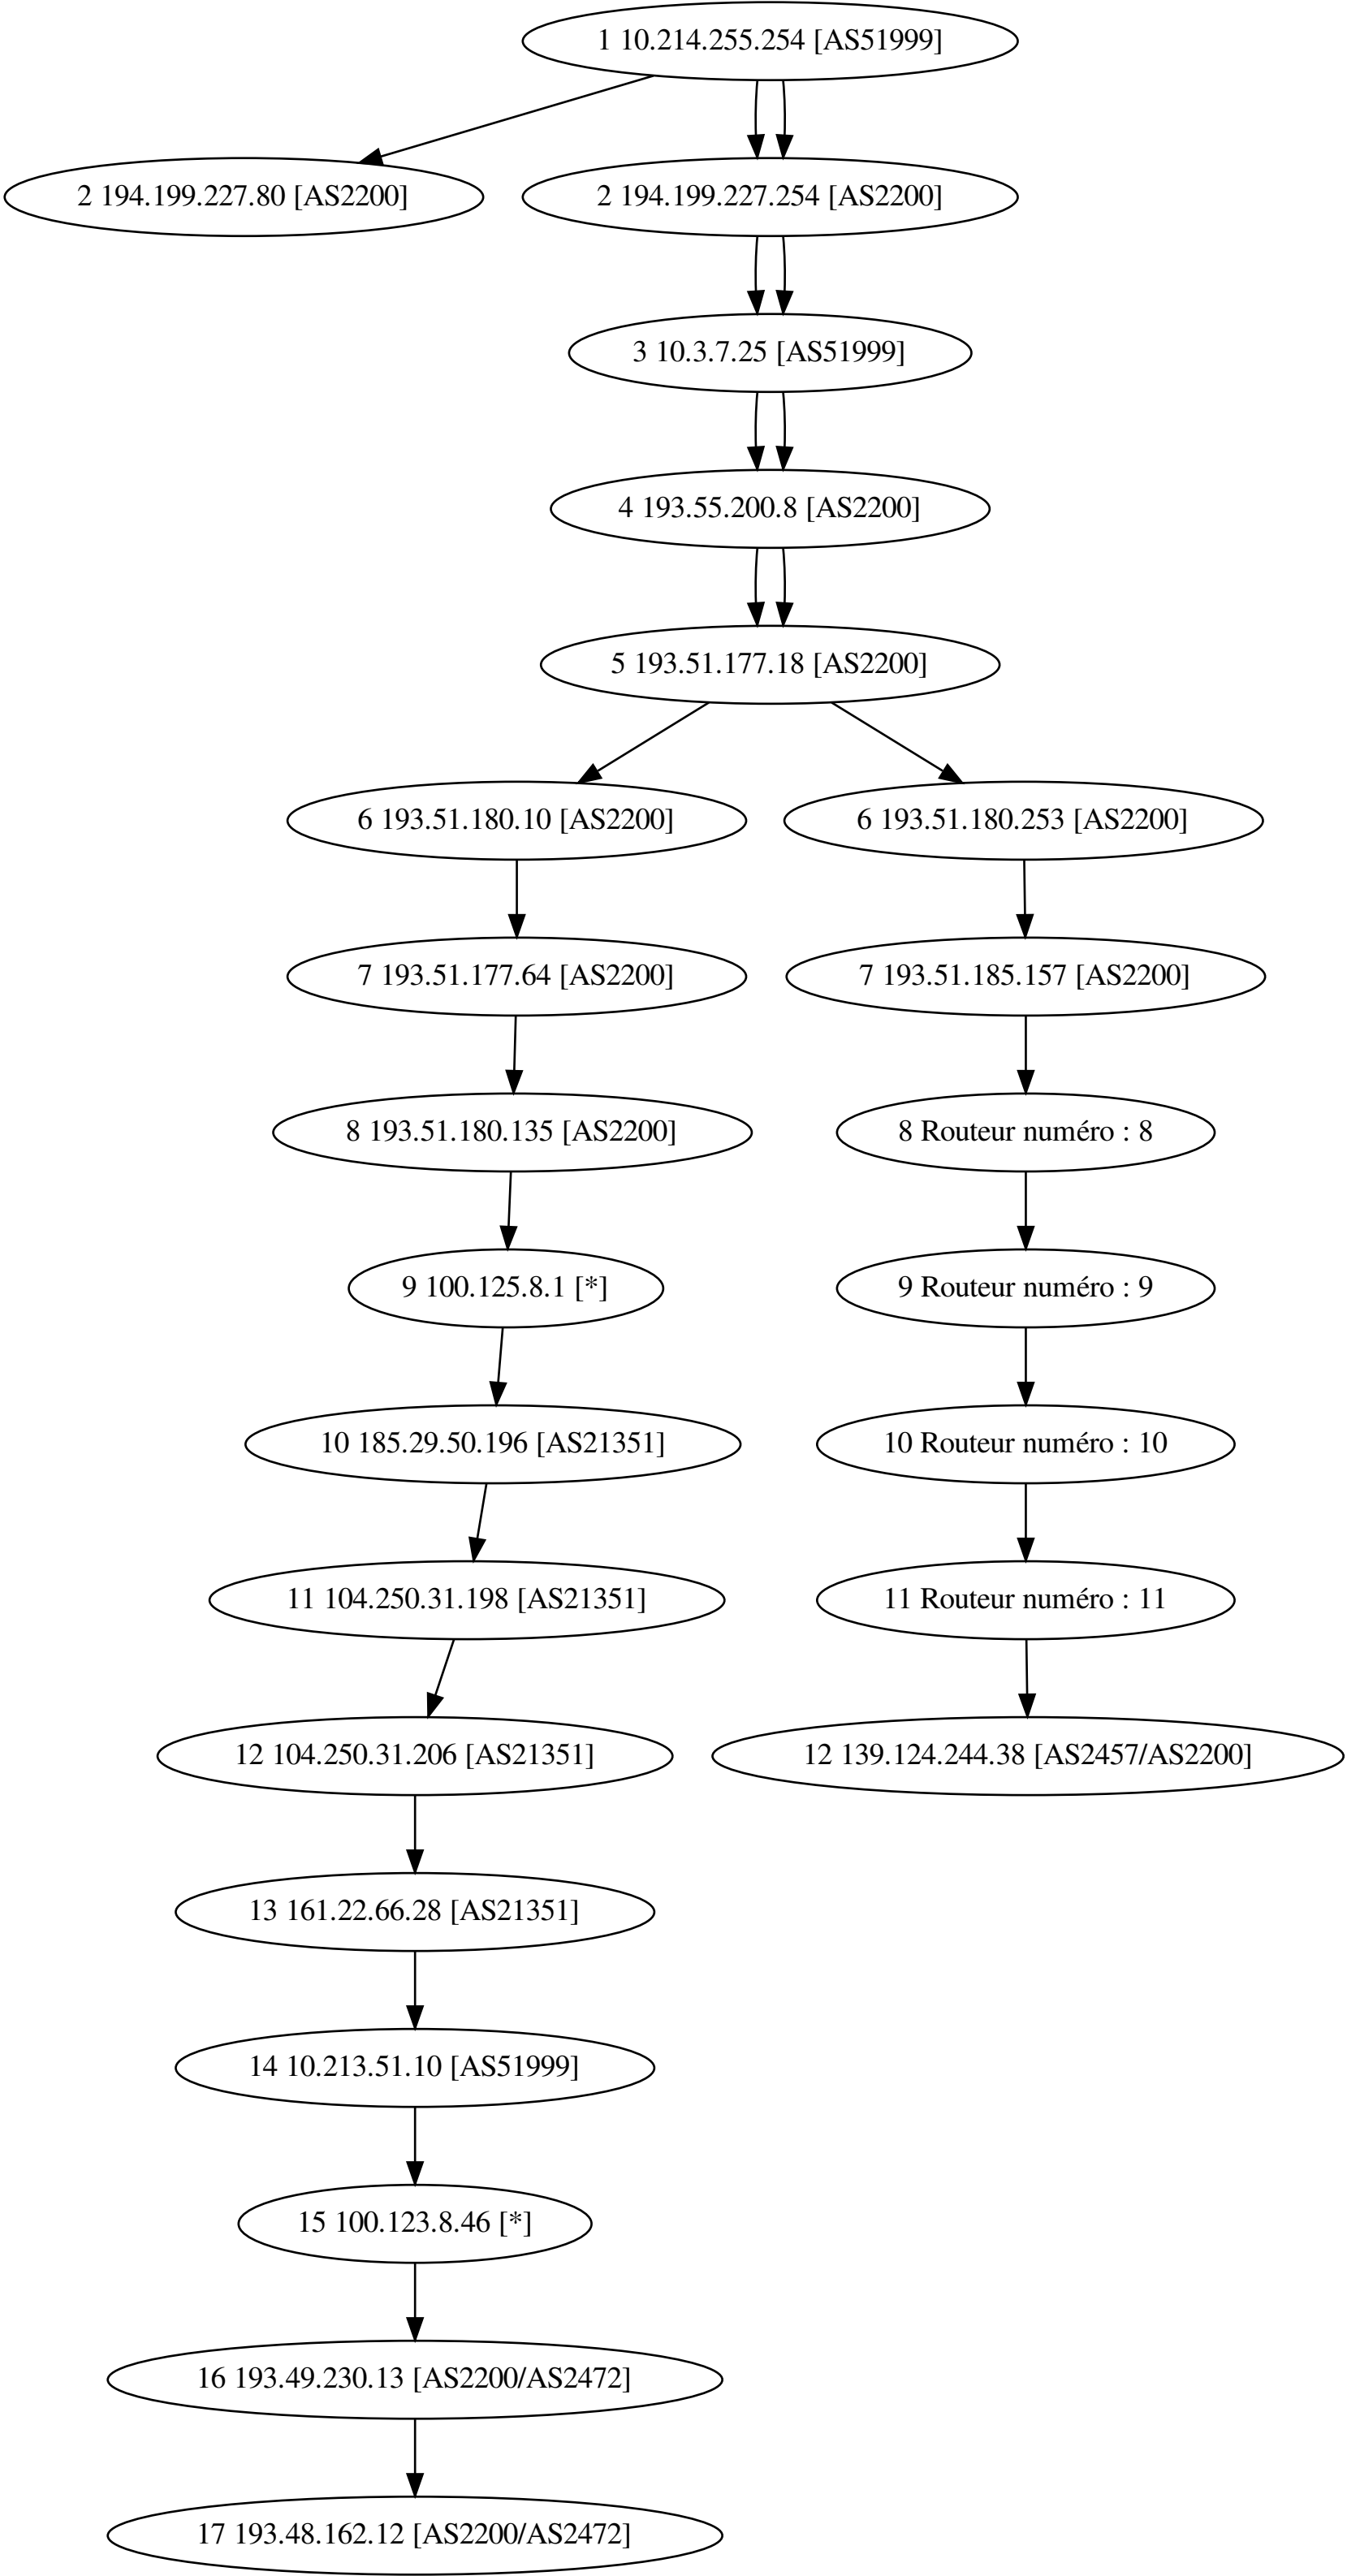 1 10.214.255.254 [AS51999]
2 194.199.227.80 [AS2200]
2 194.199.227.254 [AS2200]
3 10.3.7.25 [AS51999]
4 193.55.200.8 [AS2200]
5 193.51.177.18 [AS2200]
6 193.51.180.10 [AS2200]
6 193.51.180.253 [AS2200]
7 193.51.177.64 [AS2200]
7 193.51.185.157 [AS2200]
8 193.51.180.135 [AS2200]
8 Routeur numéro : 8
9 100.125.8.1 [*]
9 Routeur numéro : 9
10 185.29.50.196 [AS21351]
10 Routeur numéro : 10
11 104.250.31.198 [AS21351]
11 Routeur numéro : 11
12 104.250.31.206 [AS21351]
12 139.124.244.38 [AS2457/AS2200]
13 161.22.66.28 [AS21351]
14 10.213.51.10 [AS51999]
15 100.123.8.46 [*]
16 193.49.230.13 [AS2200/AS2472]
17 193.48.162.12 [AS2200/AS2472]